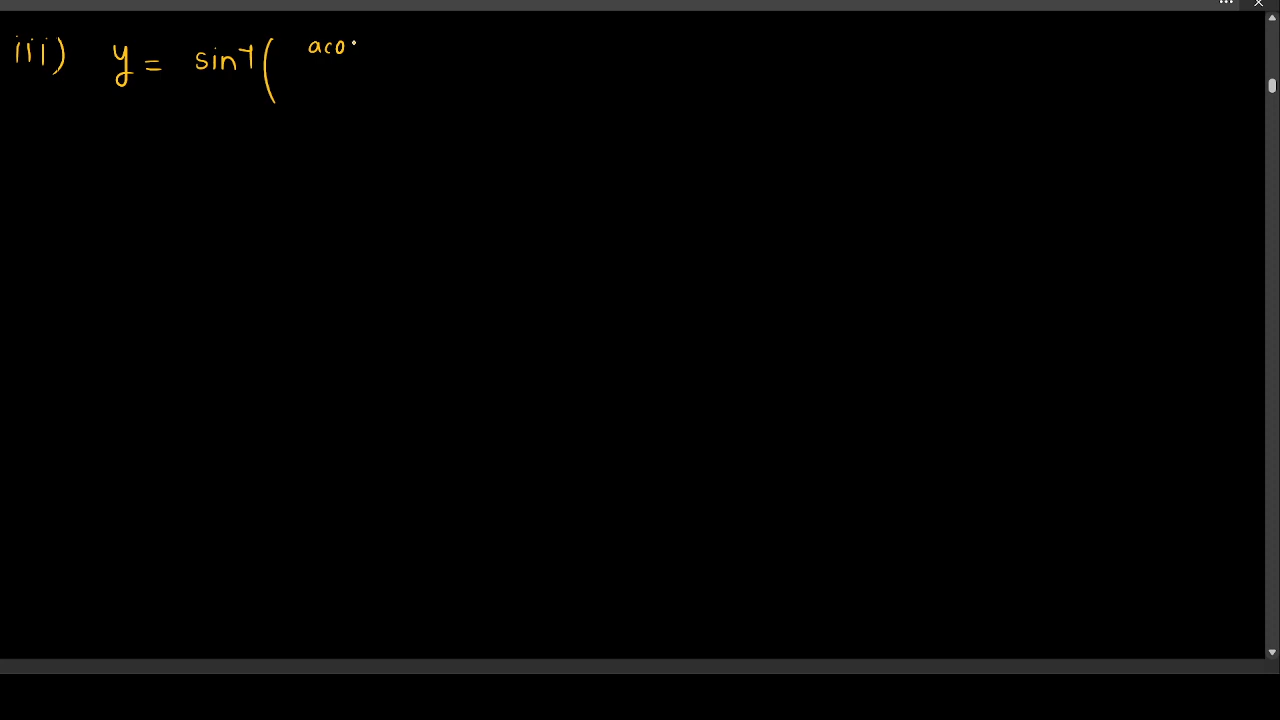 iii) y = sin⁻¹( aco